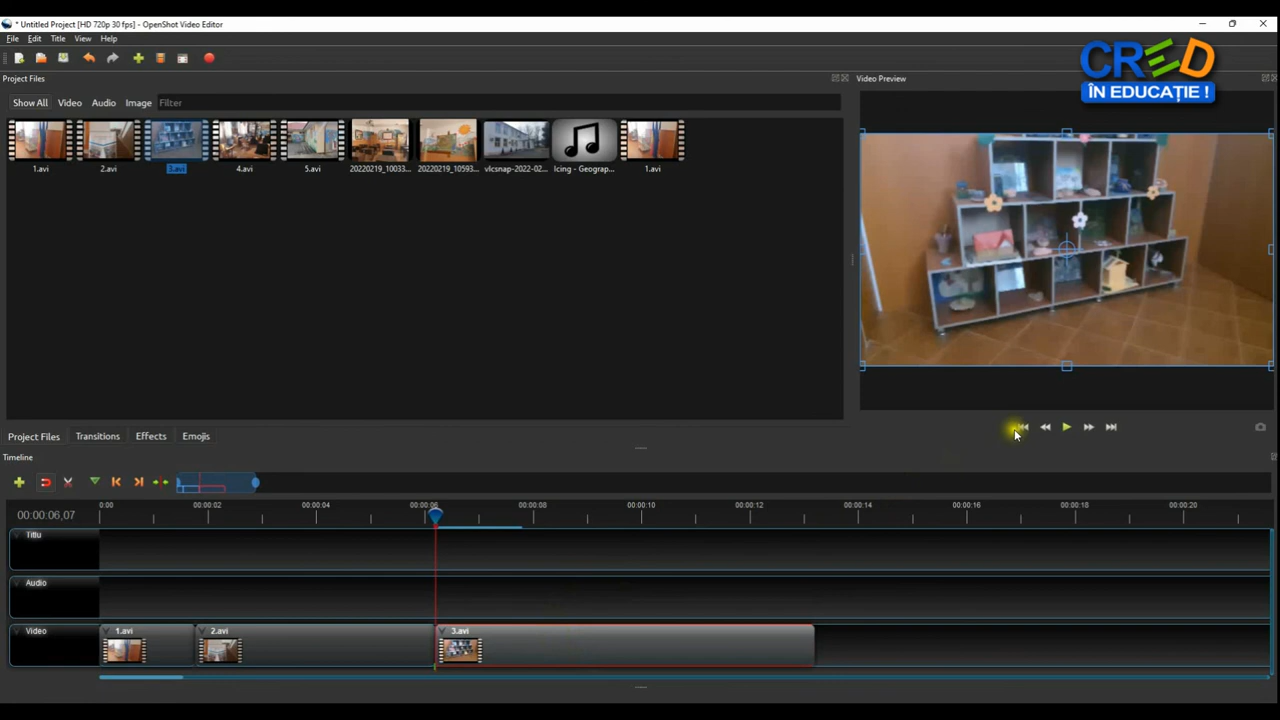 * Untitled Project [HD 720p 30 fps] - OpenShot Video Editor
File Edit Title View Help
Project Files
Video Preview
CRED
ÎN EDUCAȚIE !
Show All Video Audio Image Filter
1.avi 2.avi 3.avi 4.avi 5.avi 20220219_10033... 20220219_10593... vlcsnap-2022-02... Icing - Geograp... 1.avi
Project Files Transitions Effects Emojis
Timeline
00:00:06,07
0:00 00:00:02 00:00:04 00:00:06 00:00:08 00:00:10 00:00:12 00:00:14 00:00:16 00:00:18 00:00:20
Titlu
Audio
Video
1.avi 2.avi 3.avi